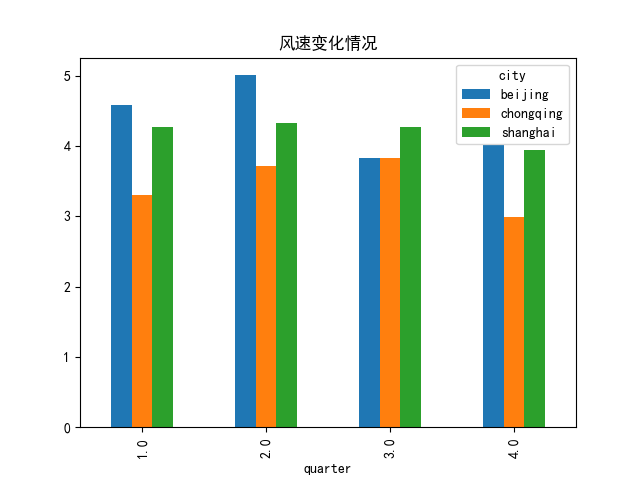 风速变化情况
5
4
3
2
1
0
city
beijing
chongqing
shanghai
1.0
2.0
3.0
4.0
quarter